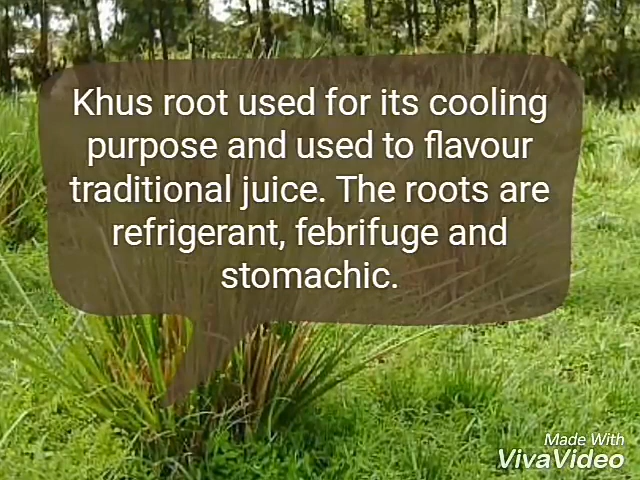 Khus root used for its cooling
purpose and used to flavour
traditional juice. The roots are
refrigerant, febrifuge and
stomachic.
Made With
VivaVideo